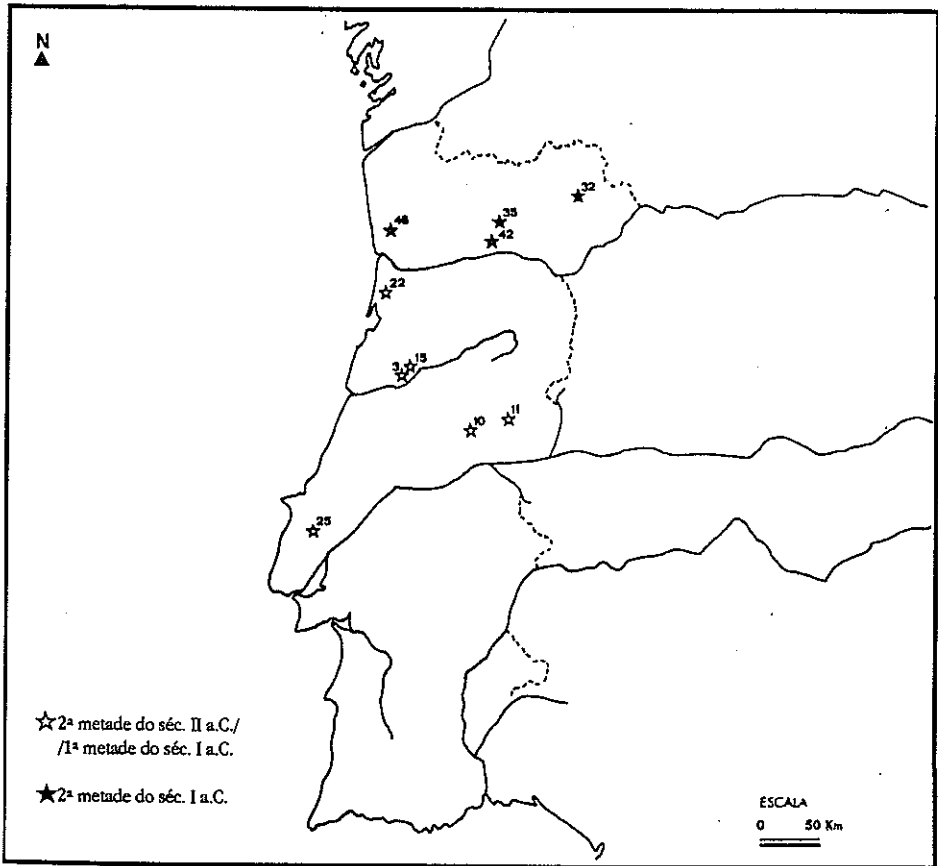 N
32
35
48
42
22
15
3
11
10
25
☆2ª metade do séc. II a.C./
/1ª metade do séc. I a.C.
★2ª metade do séc. I a.C.
ESCALA
0 50 Km